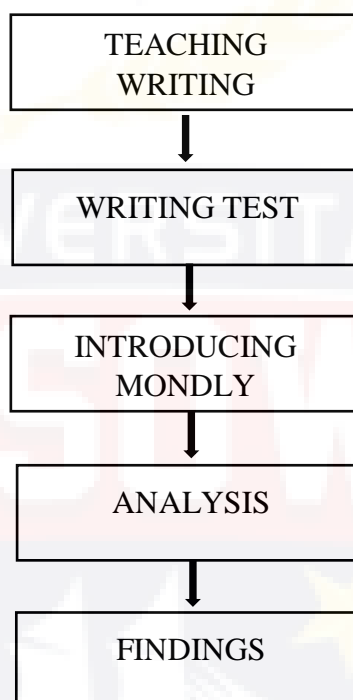 TEACHING
WRITING
WRITING TEST
INTRODUCING
MONDLY
ANALYSIS
FINDINGS